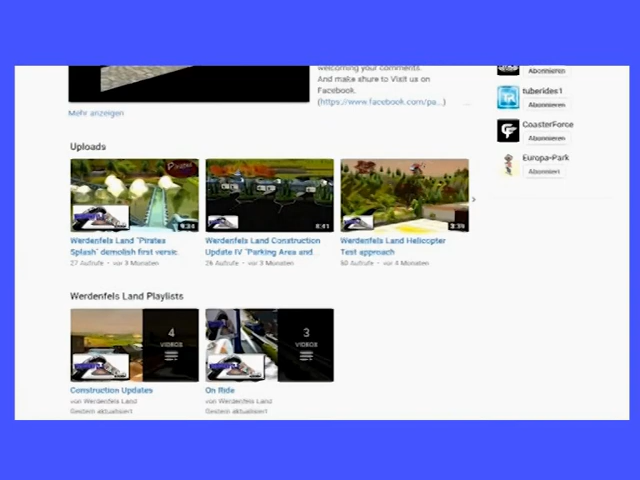 welcoming your comments.
And make shure to Visit us on
Facebook.
(https://www.facebook.com/pa...)
...
Mehr anzeigen
Abonnieren
tuberides1
Abonnieren
CoasterForce
Abonnieren
Europa-Park
Abonniert
Uploads
Pirates
9:34
8:41
3:39
Werdenfels Land "Pirates
Splash" demolish first versic
27 Aufrufe • vor 3 Monaten
Werdenfels Land Construction
Update IV "Parking Area and
26 Aufrufe • vor 3 Monaten
Werdenfels Land Helicopter
Test approach
50 Aufrufe • vor 4 Monaten
Werdenfels Land Playlists
4
VIDEOS
3
VIDEOS
Construction Updates
von Werdenfels Land
Gestern aktualisiert
On Ride
von Werdenfels Land
Gestern aktualisiert